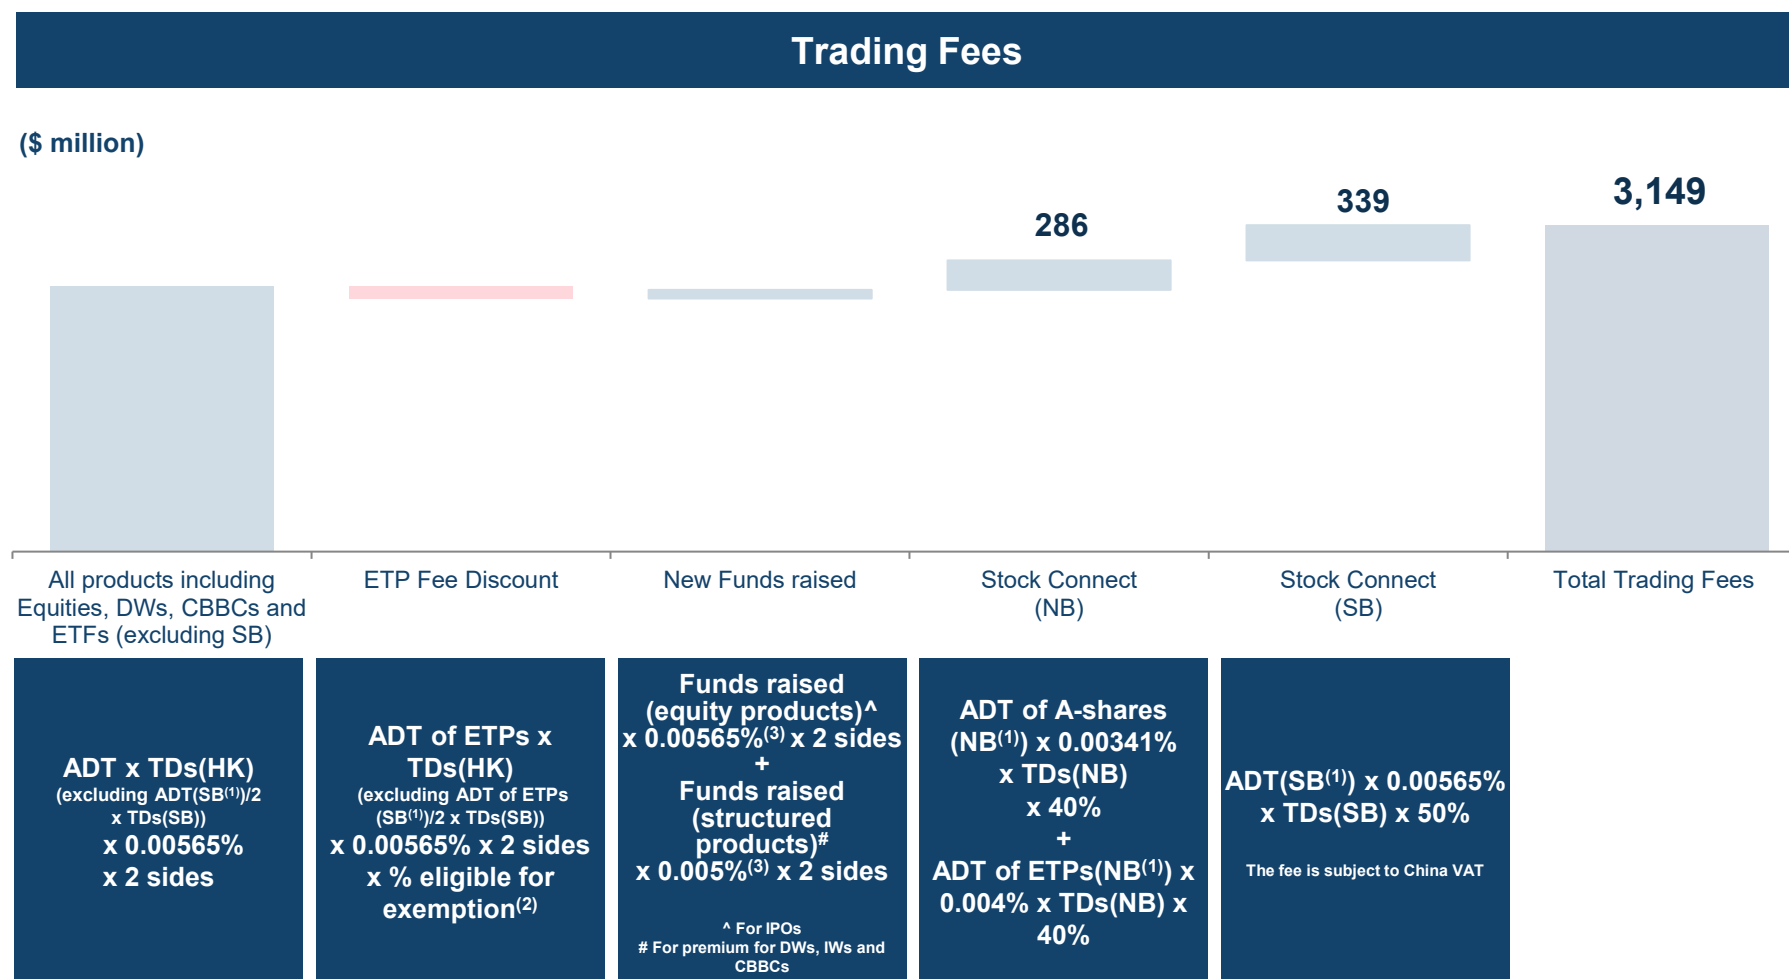 Trading Fees
($ million)
286
339
3,149
All products including
Equities, DWs, CBBCs and
ETFs (excluding SB)
ETP Fee Discount
New Funds raised
Stock Connect
(NB)
Stock Connect
(SB)
Total Trading Fees
ADT x TDs(HK)
(excluding ADT(SB(1))/2
x TDs(SB))
x 0.00565%
x 2 sides
ADT of ETPs x
TDs(HK)
(excluding ADT of ETPs
(SB(1))/2 x TDs(SB))
x 0.00565% x 2 sides
x % eligible for
exemption(2)
Funds raised
(equity products)^
x 0.00565%(3) x 2 sides
+
Funds raised
(structured
products)#
x 0.005%(3) x 2 sides
^ For IPOs
# For premium for DWs, IWs and
CBBCs
ADT of A-shares
(NB(1)) x 0.00341%
x TDs(NB)
x 40%
+
ADT of ETPs(NB(1)) x
0.004% x TDs(NB) x
40%
ADT(SB(1)) x 0.00565%
x TDs(SB) x 50%
The fee is subject to China VAT